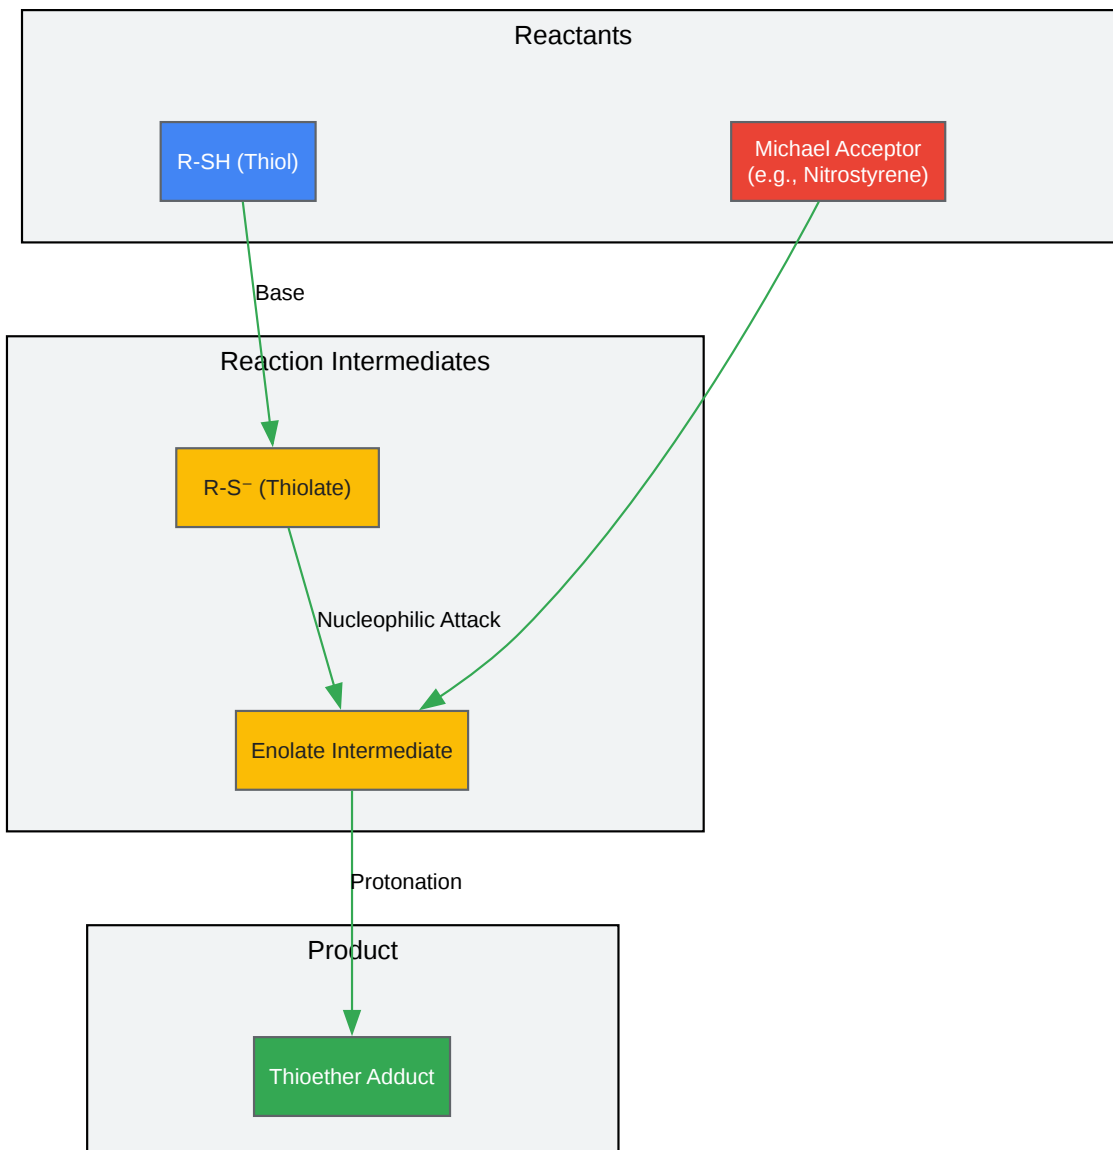 Reactants
R-SH (Thiol)
Michael Acceptor
(e.g., Nitrostyrene)
Base
Reaction Intermediates
R-S⁻ (Thiolate)
Nucleophilic Attack
Enolate Intermediate
Protonation
Product
Thioether Adduct